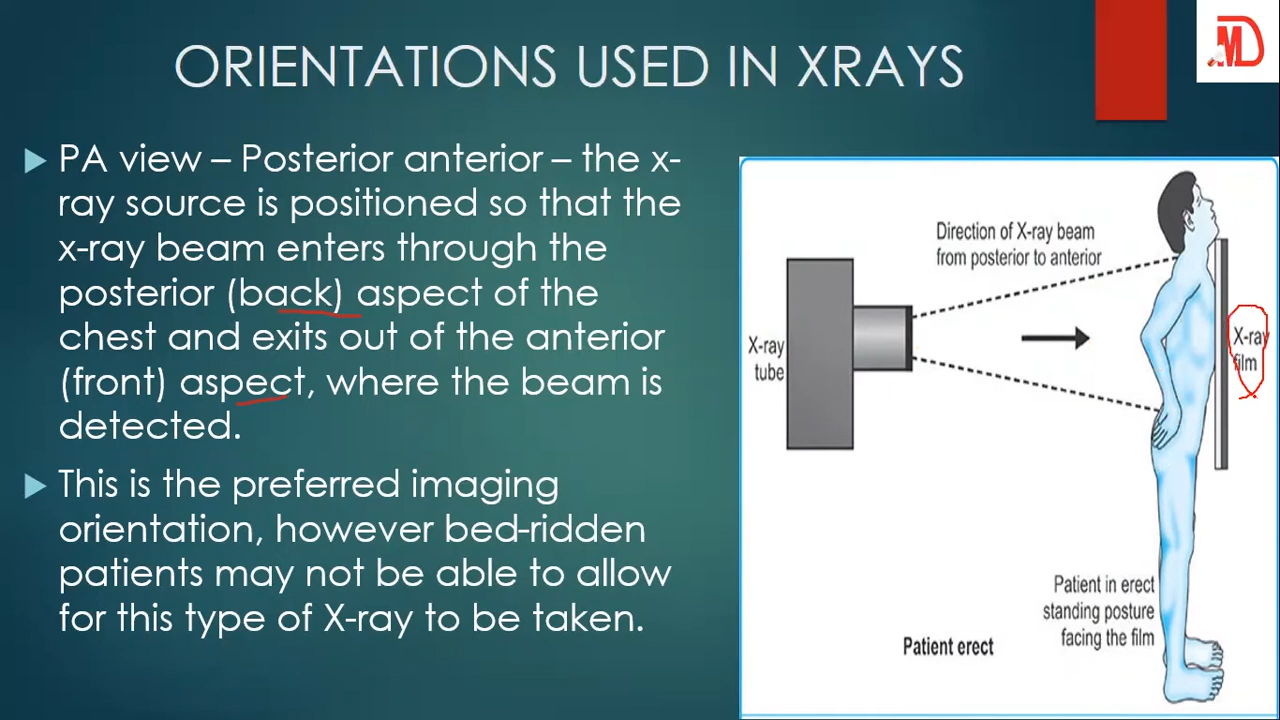 ORIENTATIONS USED IN XRAYS
MD
PA view – Posterior anterior – the x-
ray source is positioned so that the
x-ray beam enters through the
posterior (back) aspect of the
chest and exits out of the anterior
(front) aspect, where the beam is
detected.
This is the preferred imaging
orientation, however bed-ridden
patients may not be able to allow
for this type of X-ray to be taken.
Direction of X-ray beam
from posterior to anterior
X-ray
tube
X-ray
film
Patient in erect
standing posture
facing the film
Patient erect